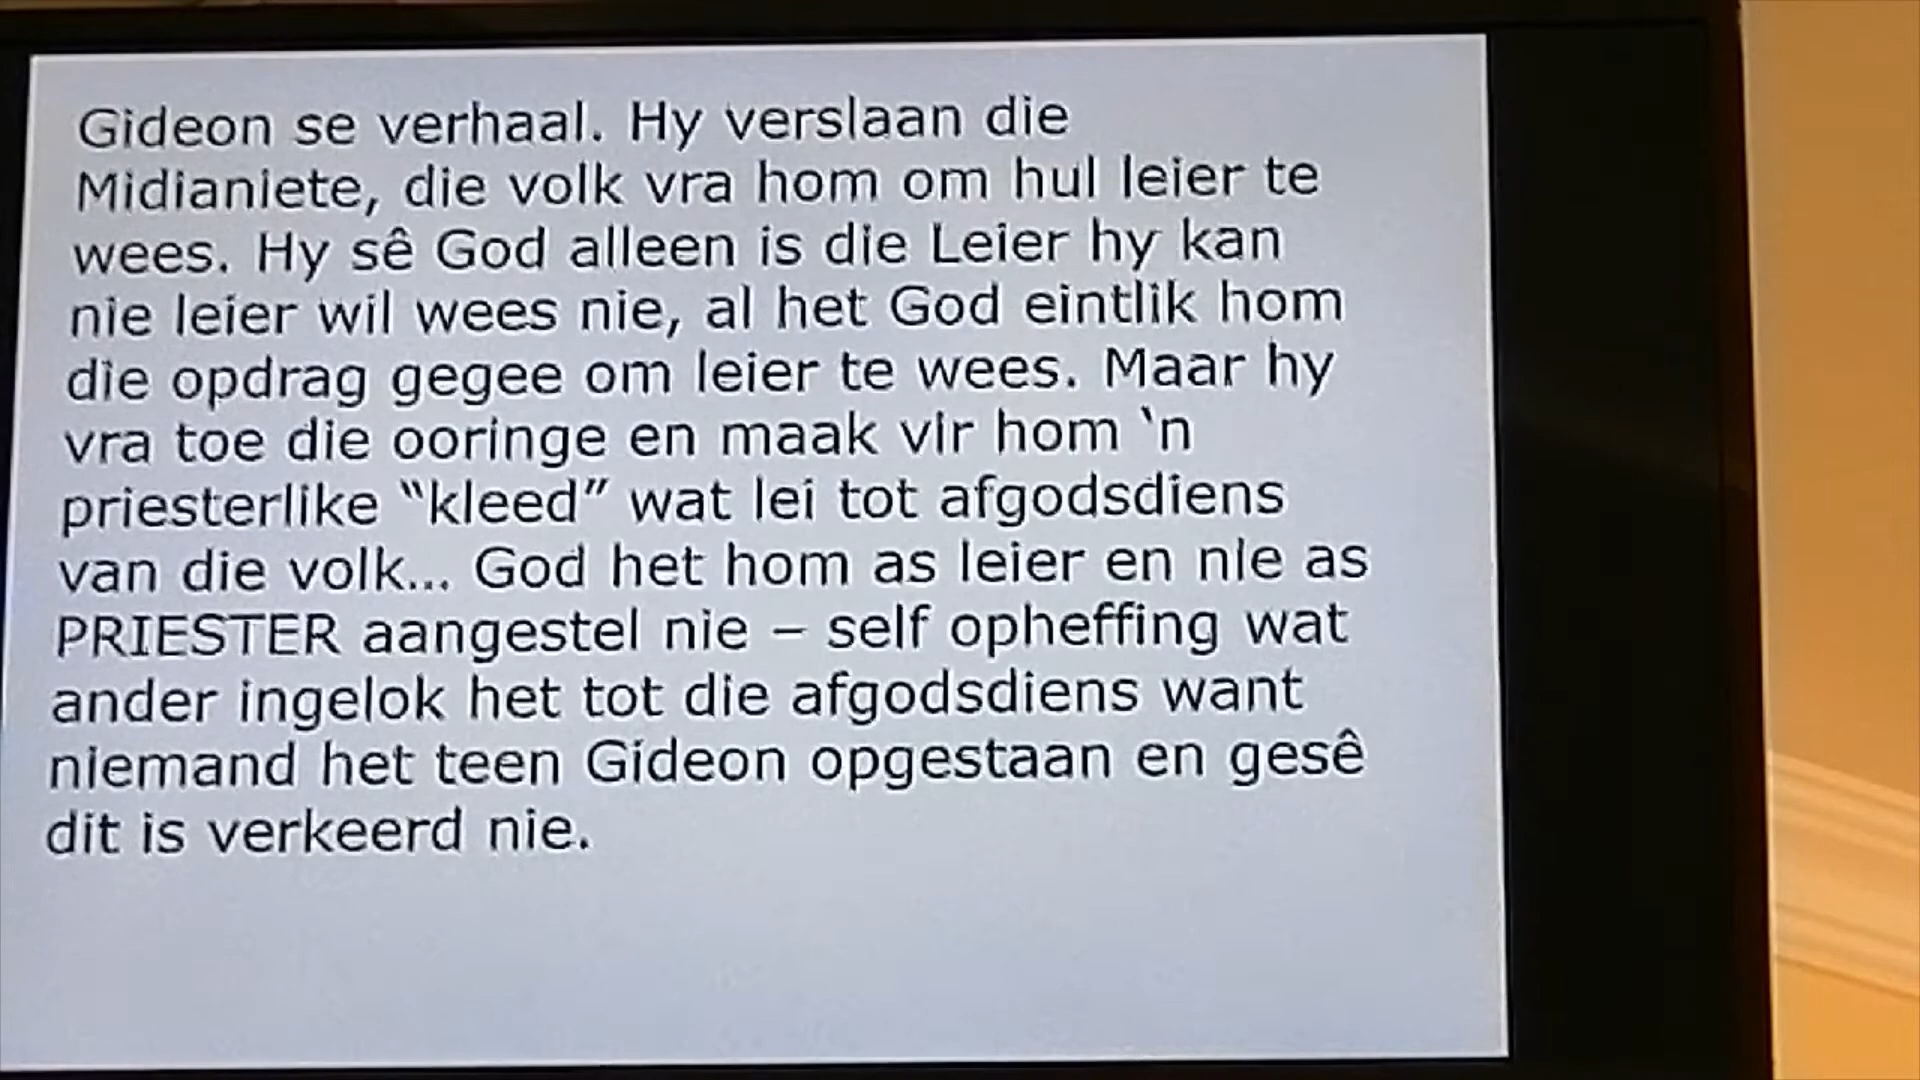 Gideon se verhaal. Hy verslaan die
Midianiete, die volk vra hom om hul leier te
wees. Hy sê God alleen is die Leier hy kan
nie leier wil wees nie, al het God eintlik hom
die opdrag gegee om leier te wees. Maar hy
vra toe die ooringe en maak vir hom ‘n
priesterlike “kleed” wat lei tot afgodsdiens
van die volk... God het hom as leier en nie as
PRIESTER aangestel nie – self opheffing wat
ander ingelok het tot die afgodsdiens want
niemand het teen Gideon opgestaan en gesê
dit is verkeerd nie.